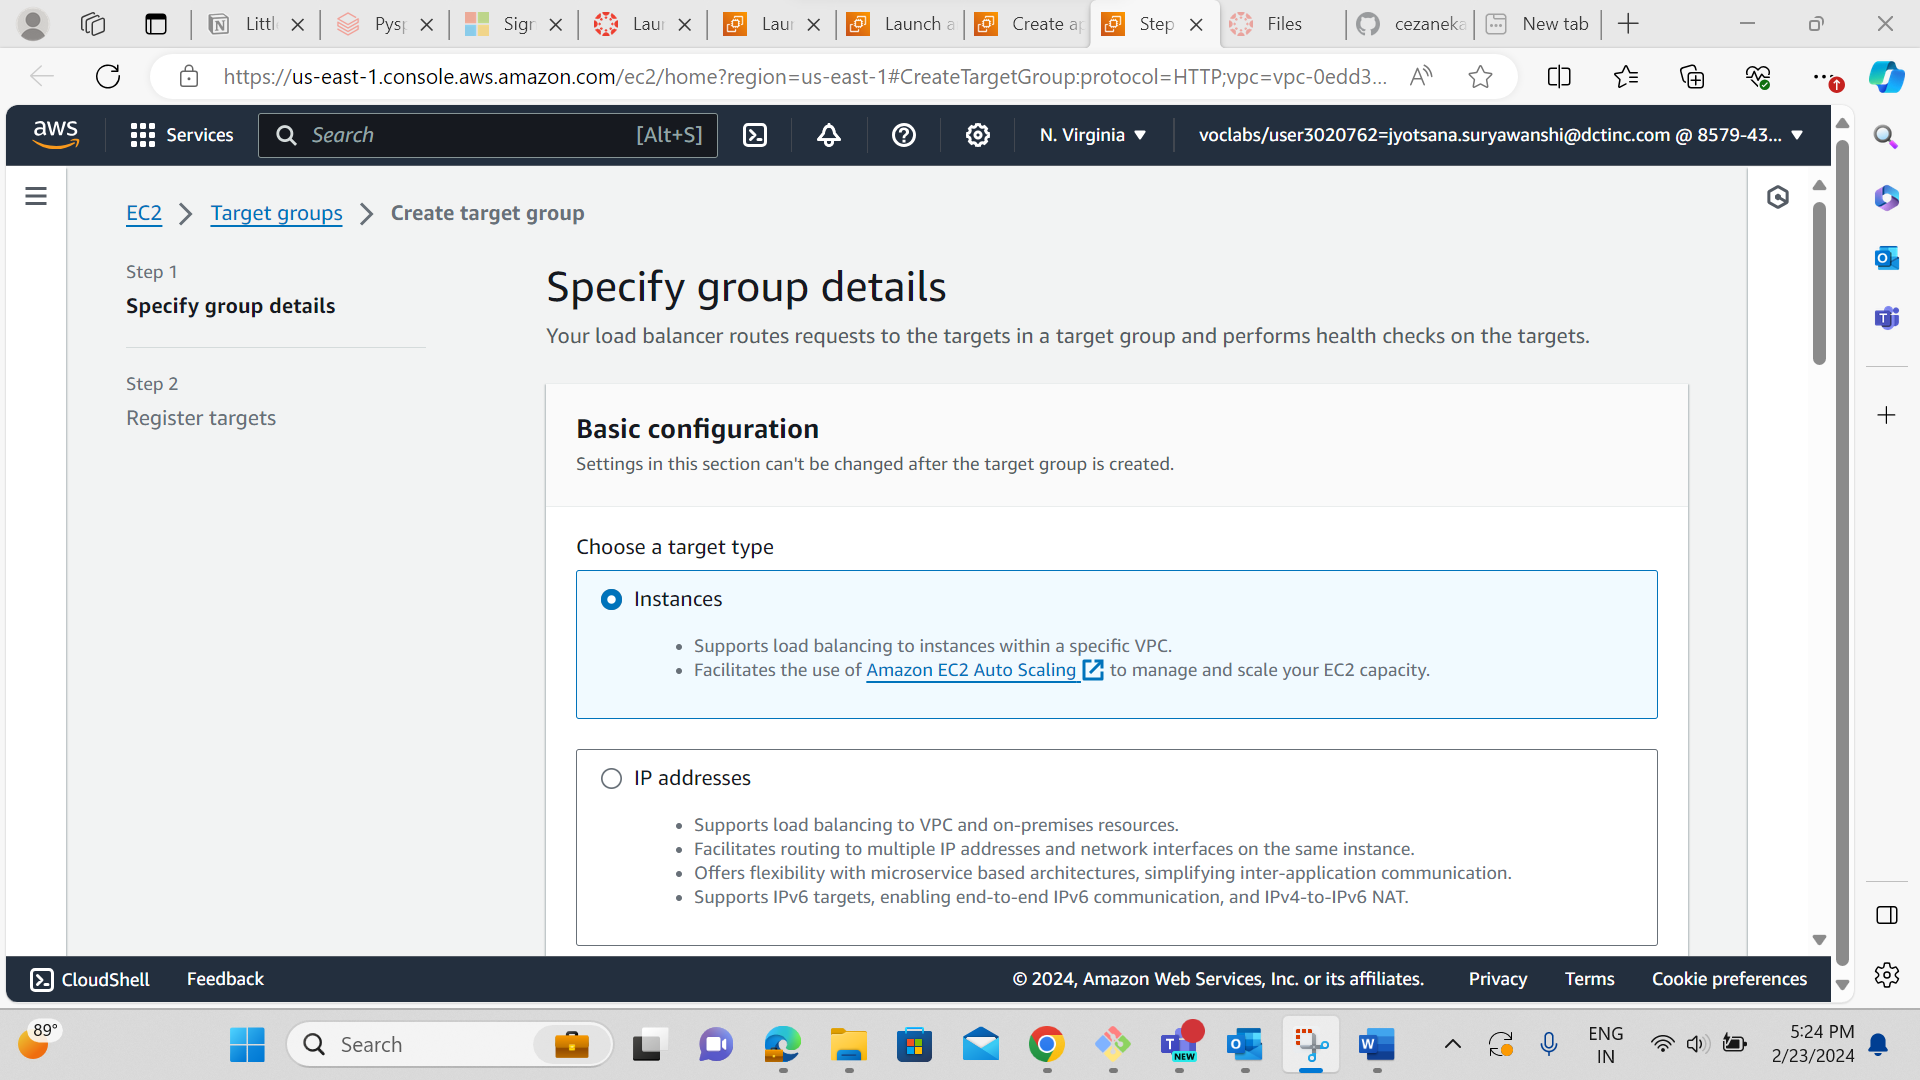 Littl
Pysp
Sign
Laun
Laun
Launch a
Create ap
Step
Files
cezaneka
New tab
https://us-east-1.console.aws.amazon.com/ec2/home?region=us-east-1#CreateTargetGroup:protocol=HTTP;vpc=vpc-0edd3...
aws
Services
Search
[Alt+S]
N. Virginia
voclabs/user3020762=jyotsana.suryawanshi@dctinc.com @ 8579-43...
EC2 > Target groups > Create target group
Step 1
Specify group details
Step 2
Register targets
Specify group details
Your load balancer routes requests to the targets in a target group and performs health checks on the targets.
Basic configuration
Settings in this section can't be changed after the target group is created.
Choose a target type
Instances
• Supports load balancing to instances within a specific VPC.
• Facilitates the use of Amazon EC2 Auto Scaling to manage and scale your EC2 capacity.
IP addresses
• Supports load balancing to VPC and on-premises resources.
• Facilitates routing to multiple IP addresses and network interfaces on the same instance.
• Offers flexibility with microservice based architectures, simplifying inter-application communication.
• Supports IPv6 targets, enabling end-to-end IPv6 communication, and IPv4-to-IPv6 NAT.
CloudShell
Feedback
© 2024, Amazon Web Services, Inc. or its affiliates.
Privacy
Terms
Cookie preferences
89°
Search
NEW
ENG
IN
5:24 PM
2/23/2024